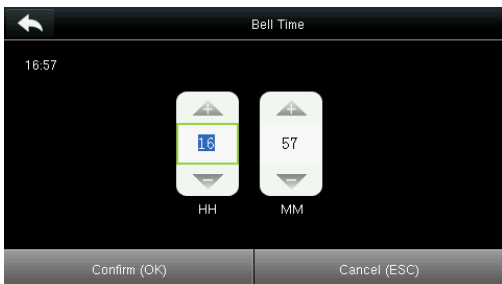 Bell Time
16:57
16 57
HH MM
Confirm (OK) Cancel (ESC)